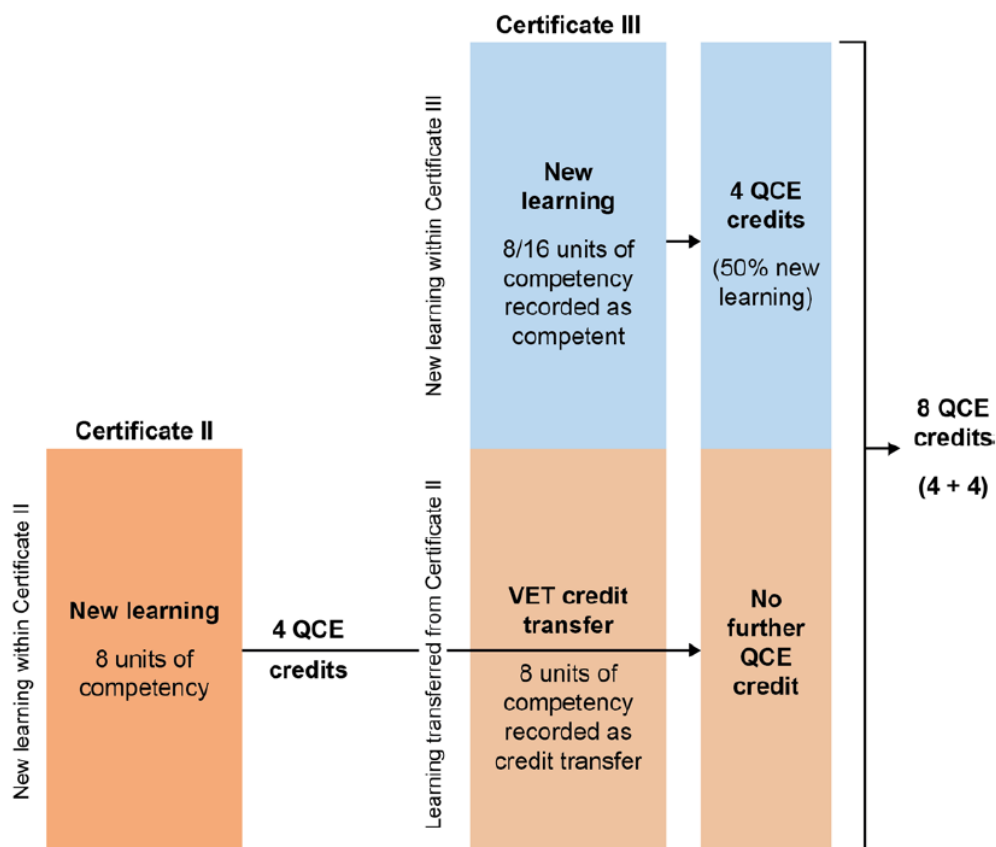 Certificate III
New learning within Certificate III
New
learning
8/16 units of
competency
recorded as
competent
4 QCE
credits
(50% new
learning)
8 QCE
credits
(4 + 4)
Certificate II
New learning within Certificate II
New learning
8 units of
competency
4 QCE
credits
Learning transferred from Certificate II
VET credit
transfer
8 units of
competency
recorded as
credit transfer
No
further
QCE
credit